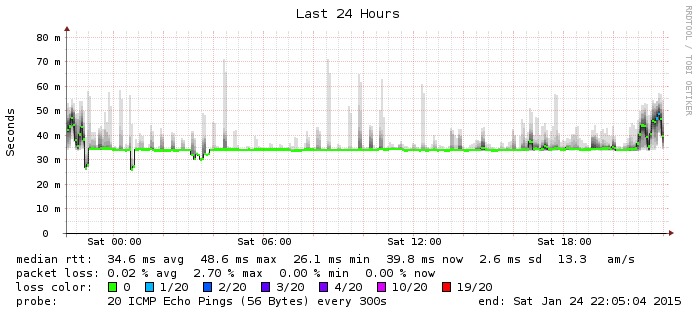 Last 24 Hours
RRDTOOL / TOBI OETIKER
Seconds
80 m
70 m
60 m
50 m
40 m
30 m
20 m
10 m
0
Sat 00:00 Sat 06:00 Sat 12:00 Sat 18:00
median rtt: 34.6 ms avg 48.6 ms max 26.1 ms min 39.8 ms now 2.6 ms sd 13.3 am/s
packet loss: 0.02 % avg 2.70 % max 0.00 % min 0.00 % now
loss color: 0 1/20 2/20 3/20 4/20 10/20 19/20
probe: 20 ICMP Echo Pings (56 Bytes) every 300s end: Sat Jan 24 22:05:04 2015